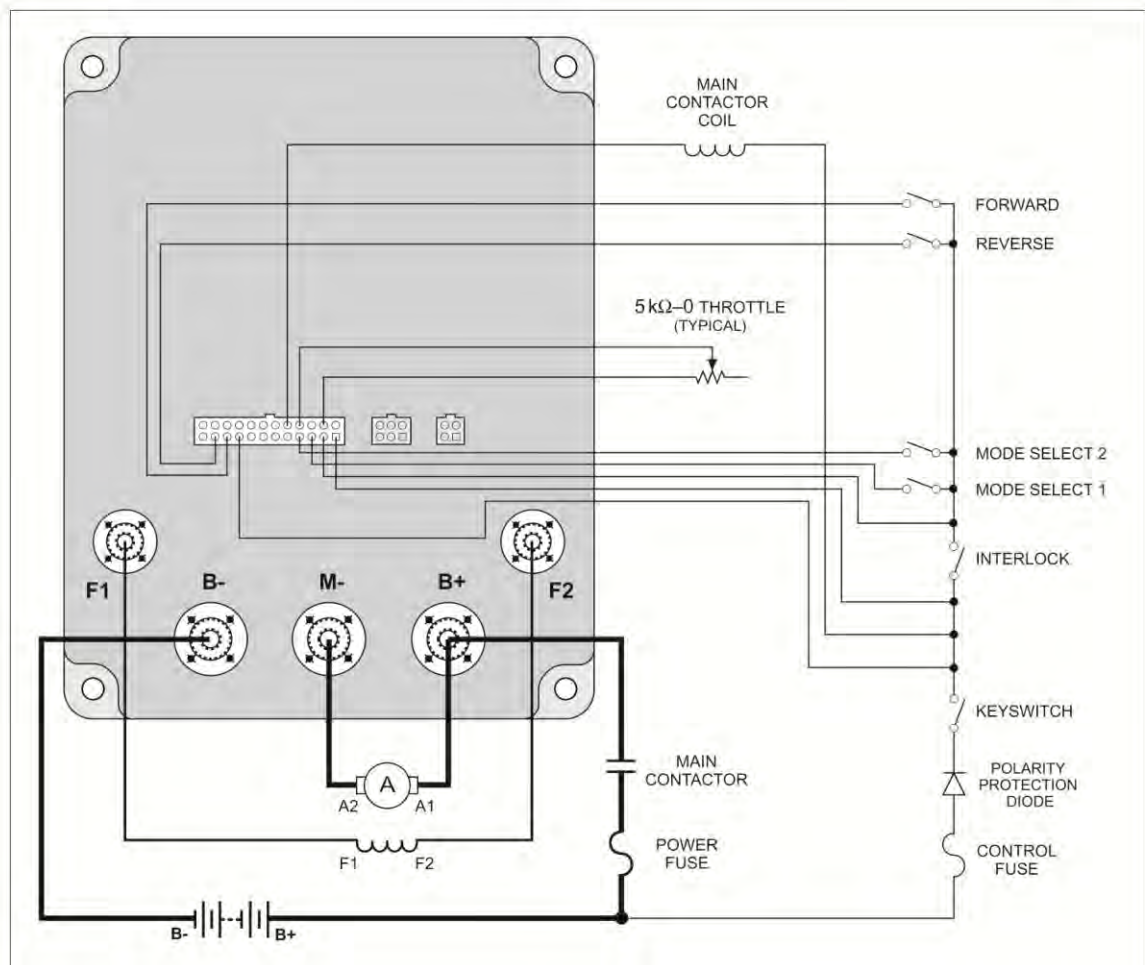 MAIN
CONTACTOR
COIL
FORWARD
REVERSE
5 kΩ–0 THROTTLE
(TYPICAL)
MODE SELECT 2
MODE SELECT 1
INTERLOCK
F1
B-
M-
B+
F2
KEYSWITCH
MAIN
CONTACTOR
POLARITY
PROTECTION
DIODE
A
A2
A1
POWER
FUSE
CONTROL
FUSE
F1
F2
B-
B+